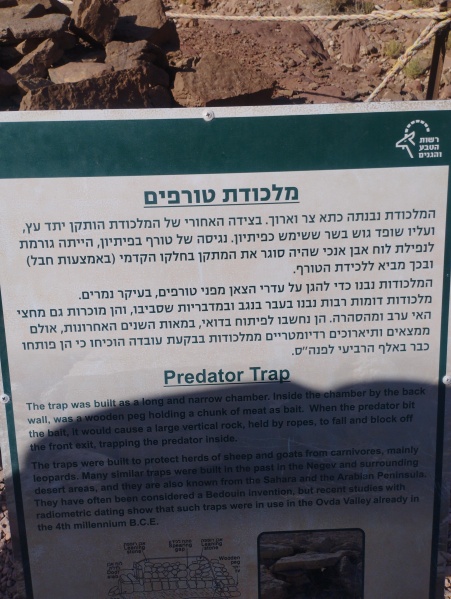 רשות
הטבע
והגנים
מלכודת טורפים
המלכודת נבנתה כתא צר וארוך. בצידה האחורי של המלכודת הותקן יתד עץ,
ועליו שופד גוש בשר ששימש כפיתיון. נגיסה של טורף בפיתיון, הייתה גורמת
לנפילת לוח אבן אנכי שהיה סוגר את המתקן בחלקו הקדמי (באמצעות חבל)
ובכך מביא ללכידת הטורף.
המלכודות נבנו כדי להגן על עדרי הצאן מפני טורפים, בעיקר נמרים.
מלכודות דומות רבות נבנו בעבר בנגב ובמדבריות שסביבו, והן מוכרות גם מחצי
האי ערב ומהסהרה. הן נחשבו לפיתוח בדואי, במאות השנים האחרונות, אולם
ממצאים ותיארוכים רדיומטריים ממלכודות בבקעת עובדה הוכיחו כי הן פותחו
כבר באלף הרביעי לפנה״ס.
Predator Trap
The trap was built as a long and narrow chamber. Inside the chamber by the back
wall, was a wooden peg holding a chunk of meat as bait. When the predator bit
the bait, it would cause a large vertical rock, held by ropes, to fall and block off
the front exit, trapping the predator inside.
The traps were built to protect herds of sheep and goats from carnivores, mainly
leopards. Many similar traps were built in the past in the Negev and surrounding
desert areas, and they are also known from the Sahara and the Arabian Peninsula.
They have often been considered a Bedouin invention, but recent studies with
radiometric dating show that such traps were in use in the Ovda Valley already in
the 4th millennium B.C.E.
Wooden
peg